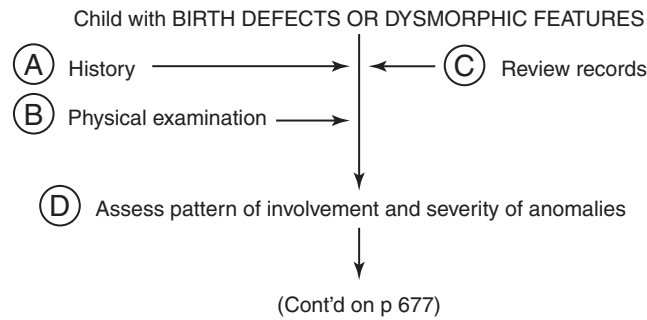 Child with BIRTH DEFECTS OR DYSMORPHIC FEATURES
A History
C Review records
B Physical examination
D Assess pattern of involvement and severity of anomalies
(Cont'd on p 677)